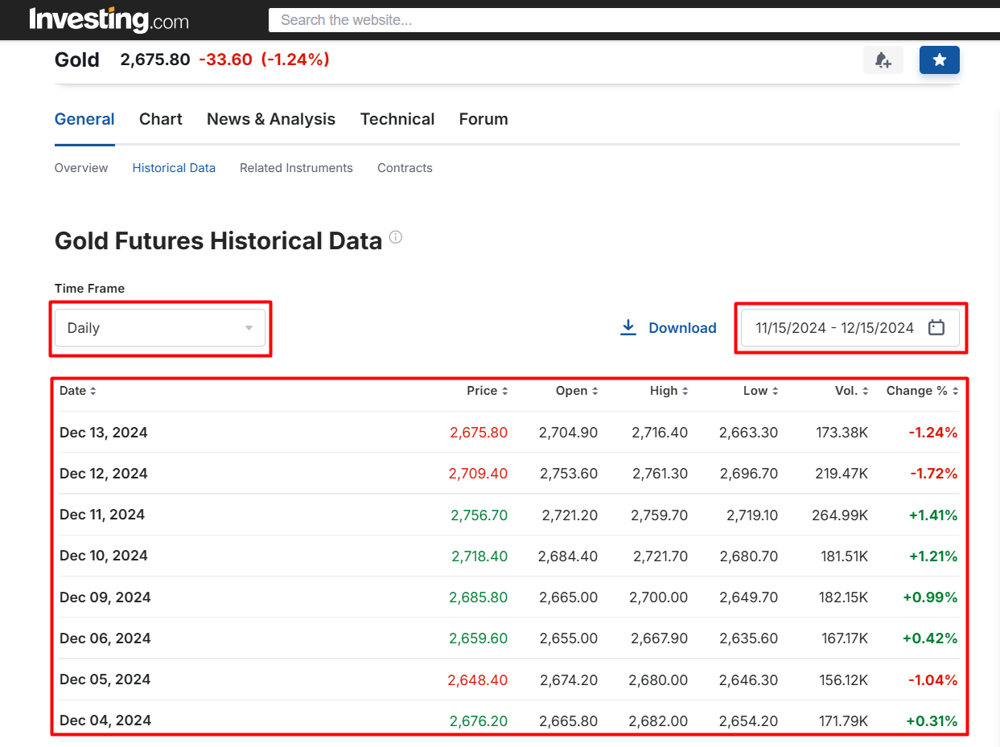 Investing.com Search the website...
Gold 2,675.80 -33.60 (-1.24%)
General Chart News & Analysis Technical Forum
Overview Historical Data Related Instruments Contracts
Gold Futures Historical Data
Time Frame
Daily Download 11/15/2024 - 12/15/2024
Date Price Open High Low Vol. Change %
Dec 13, 2024 2,675.80 2,704.90 2,716.40 2,663.30 173.38K -1.24%
Dec 12, 2024 2,709.40 2,753.60 2,761.30 2,696.70 219.47K -1.72%
Dec 11, 2024 2,756.70 2,721.20 2,759.70 2,719.10 264.99K +1.41%
Dec 10, 2024 2,718.40 2,684.40 2,721.70 2,680.70 181.51K +1.21%
Dec 09, 2024 2,685.80 2,665.00 2,700.00 2,649.70 182.15K +0.99%
Dec 06, 2024 2,659.60 2,655.00 2,667.90 2,635.60 167.17K +0.42%
Dec 05, 2024 2,648.40 2,674.20 2,680.00 2,646.30 156.12K -1.04%
Dec 04, 2024 2,676.20 2,665.80 2,682.00 2,654.20 171.79K +0.31%